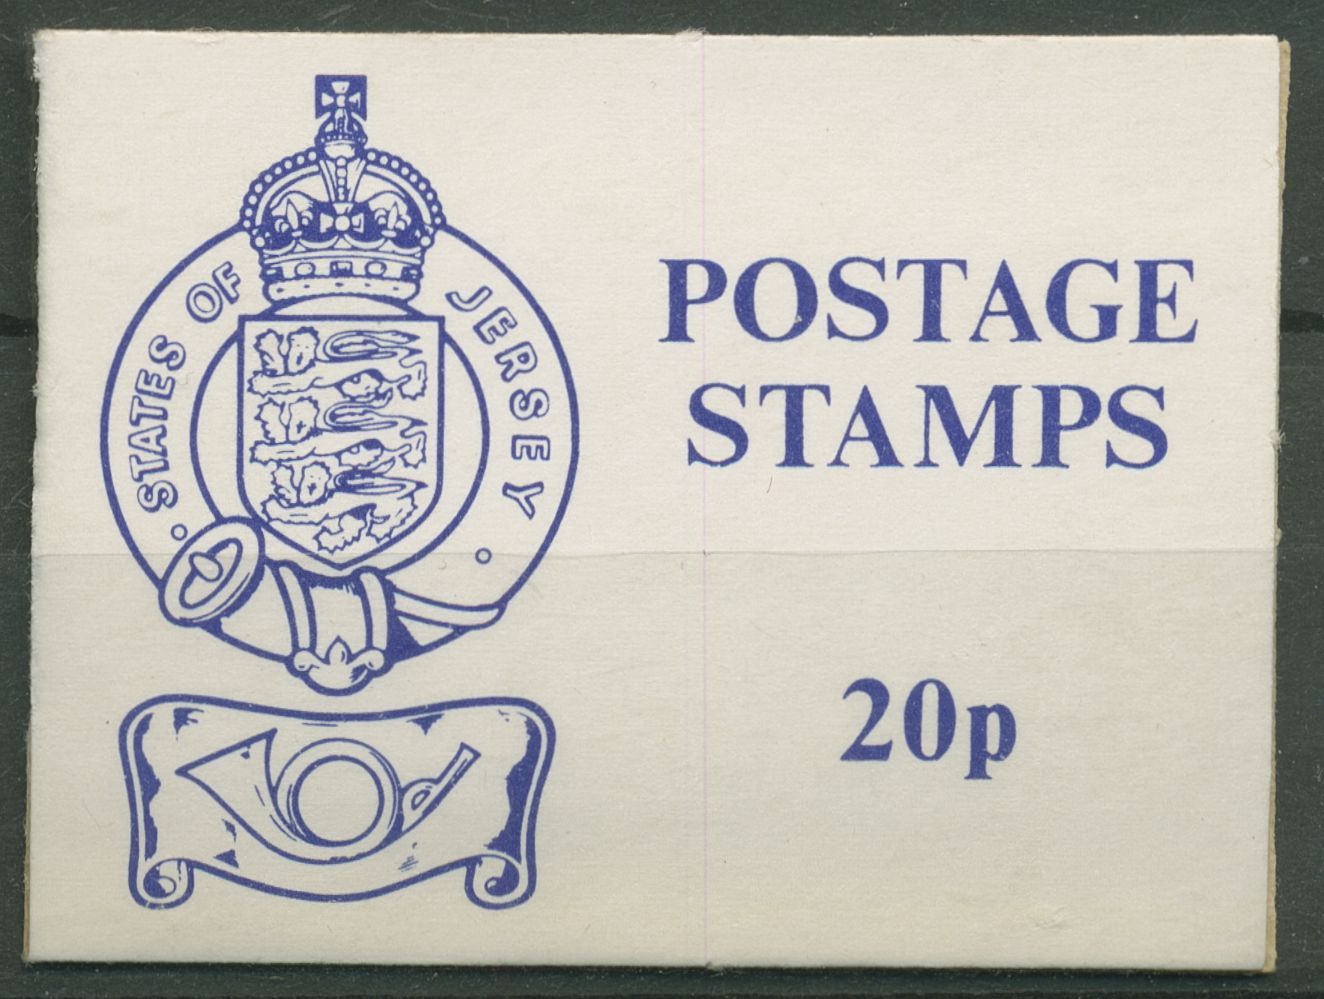 STATES OF JERSEY
POSTAGE
STAMPS
20p